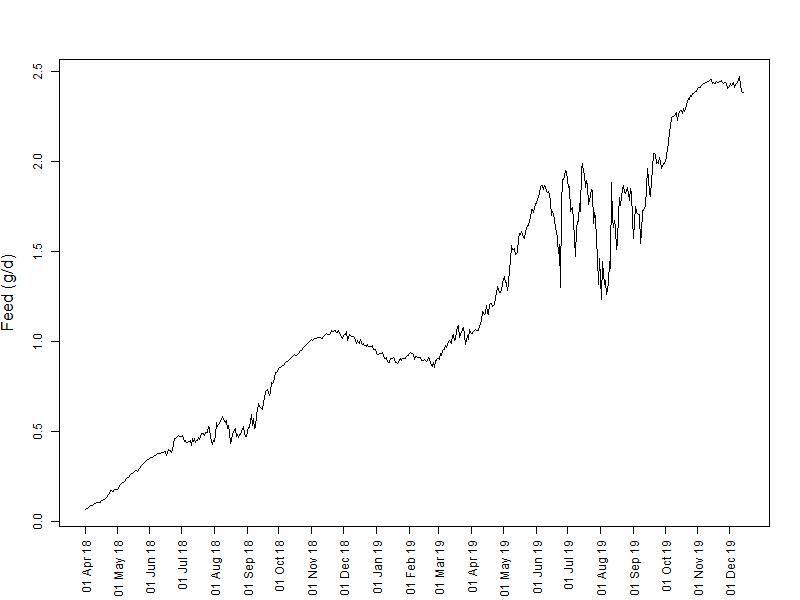 Feed (g/d)
2.5
2.0
1.5
1.0
0.5
0.0
01 Apr 18
01 May 18
01 Jun 18
01 Jul 18
01 Aug 18
01 Sep 18
01 Oct 18
01 Nov 18
01 Dec 18
01 Jan 19
01 Feb 19
01 Mar 19
01 Apr 19
01 May 19
01 Jun 19
01 Jul 19
01 Aug 19
01 Sep 19
01 Oct 19
01 Nov 19
01 Dec 19